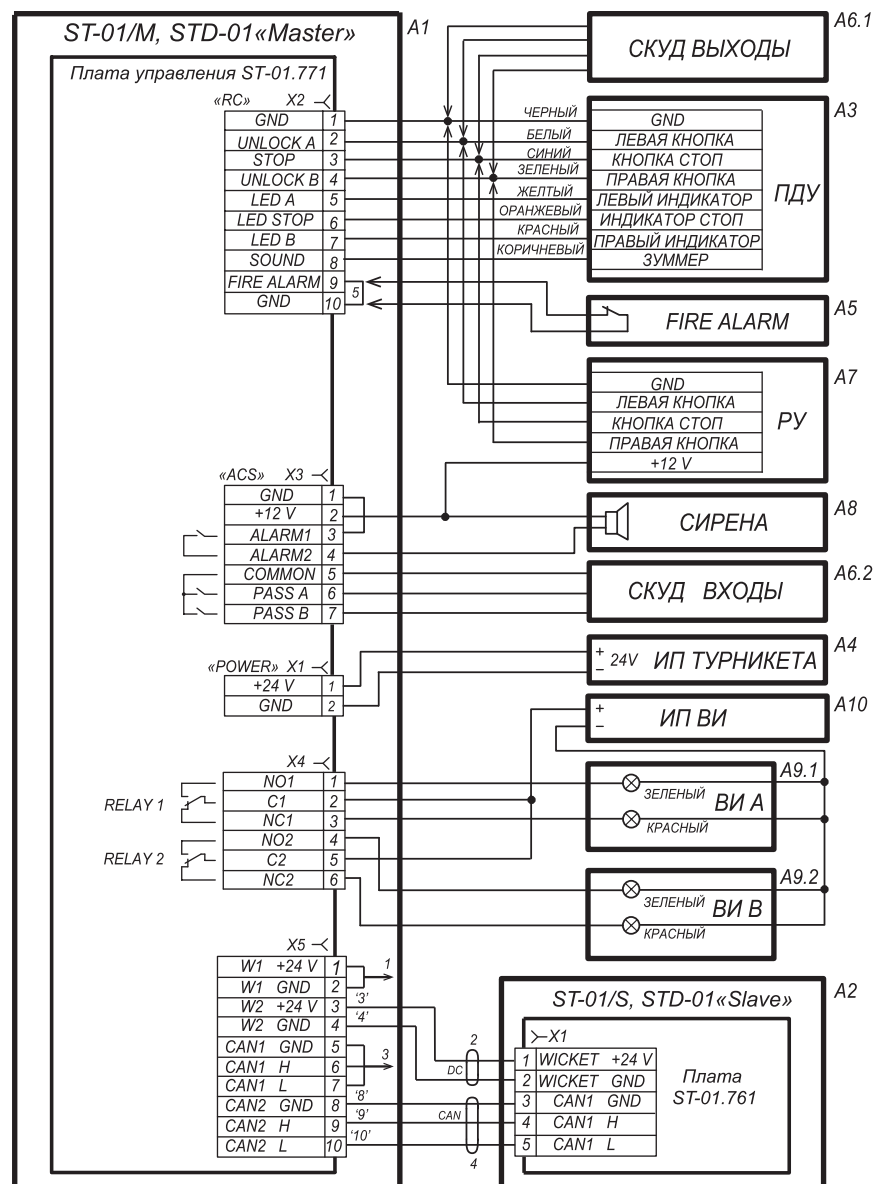 ST-01/M, STD-01«Master»
A1
Плата управления ST-01.771
«RC» X2
GND 1
UNLOCK A 2
STOP 3
UNLOCK B 4
LED A 5
LED STOP 6
LED B 7
SOUND 8
FIRE ALARM 9
GND 10
5
ЧЕРНЫЙ
БЕЛЫЙ
СИНИЙ
ЗЕЛЕНЫЙ
ЖЕЛТЫЙ
ОРАНЖЕВЫЙ
КРАСНЫЙ
КОРИЧНЕВЫЙ
СКУД ВЫХОДЫ
A6.1
A3
GND
ЛЕВАЯ КНОПКА
КНОПКА СТОП
ПРАВАЯ КНОПКА
ЛЕВЫЙ ИНДИКАТОР
ИНДИКАТОР СТОП
ПРАВЫЙ ИНДИКАТОР
ЗУММЕР
ПДУ
FIRE ALARM
A5
A7
GND
ЛЕВАЯ КНОПКА
КНОПКА СТОП
ПРАВАЯ КНОПКА
+12 V
РУ
«ACS» X3
GND 1
+12 V 2
ALARM1 3
ALARM2 4
COMMON 5
PASS A 6
PASS B 7
СИРЕНА
A8
СКУД ВХОДЫ
A6.2
«POWER» X1
+24 V 1
GND 2
+
–
24V ИП ТУРНИКЕТА
A4
+
–
ИП ВИ
A10
X4
NO1 1
C1 2
NC1 3
NO2 4
C2 5
NC2 6
RELAY 1
RELAY 2
A9.1
ЗЕЛЕНЫЙ
КРАСНЫЙ
ВИ А
A9.2
ЗЕЛЕНЫЙ
КРАСНЫЙ
ВИ В
X5
W1 +24 V 1
W1 GND 2
W2 +24 V 3
W2 GND 4
CAN1 GND 5
CAN1 H 6
CAN1 L 7
CAN2 GND 8
CAN2 H 9
CAN2 L 10
1
'3'
'4'
3
'8'
'9'
'10'
2
DC
CAN
4
ST-01/S, STD-01«Slave»
A2
X1
1 WICKET +24 V
2 WICKET GND
3 CAN1 GND
4 CAN1 H
5 CAN1 L
Плата
ST-01.761